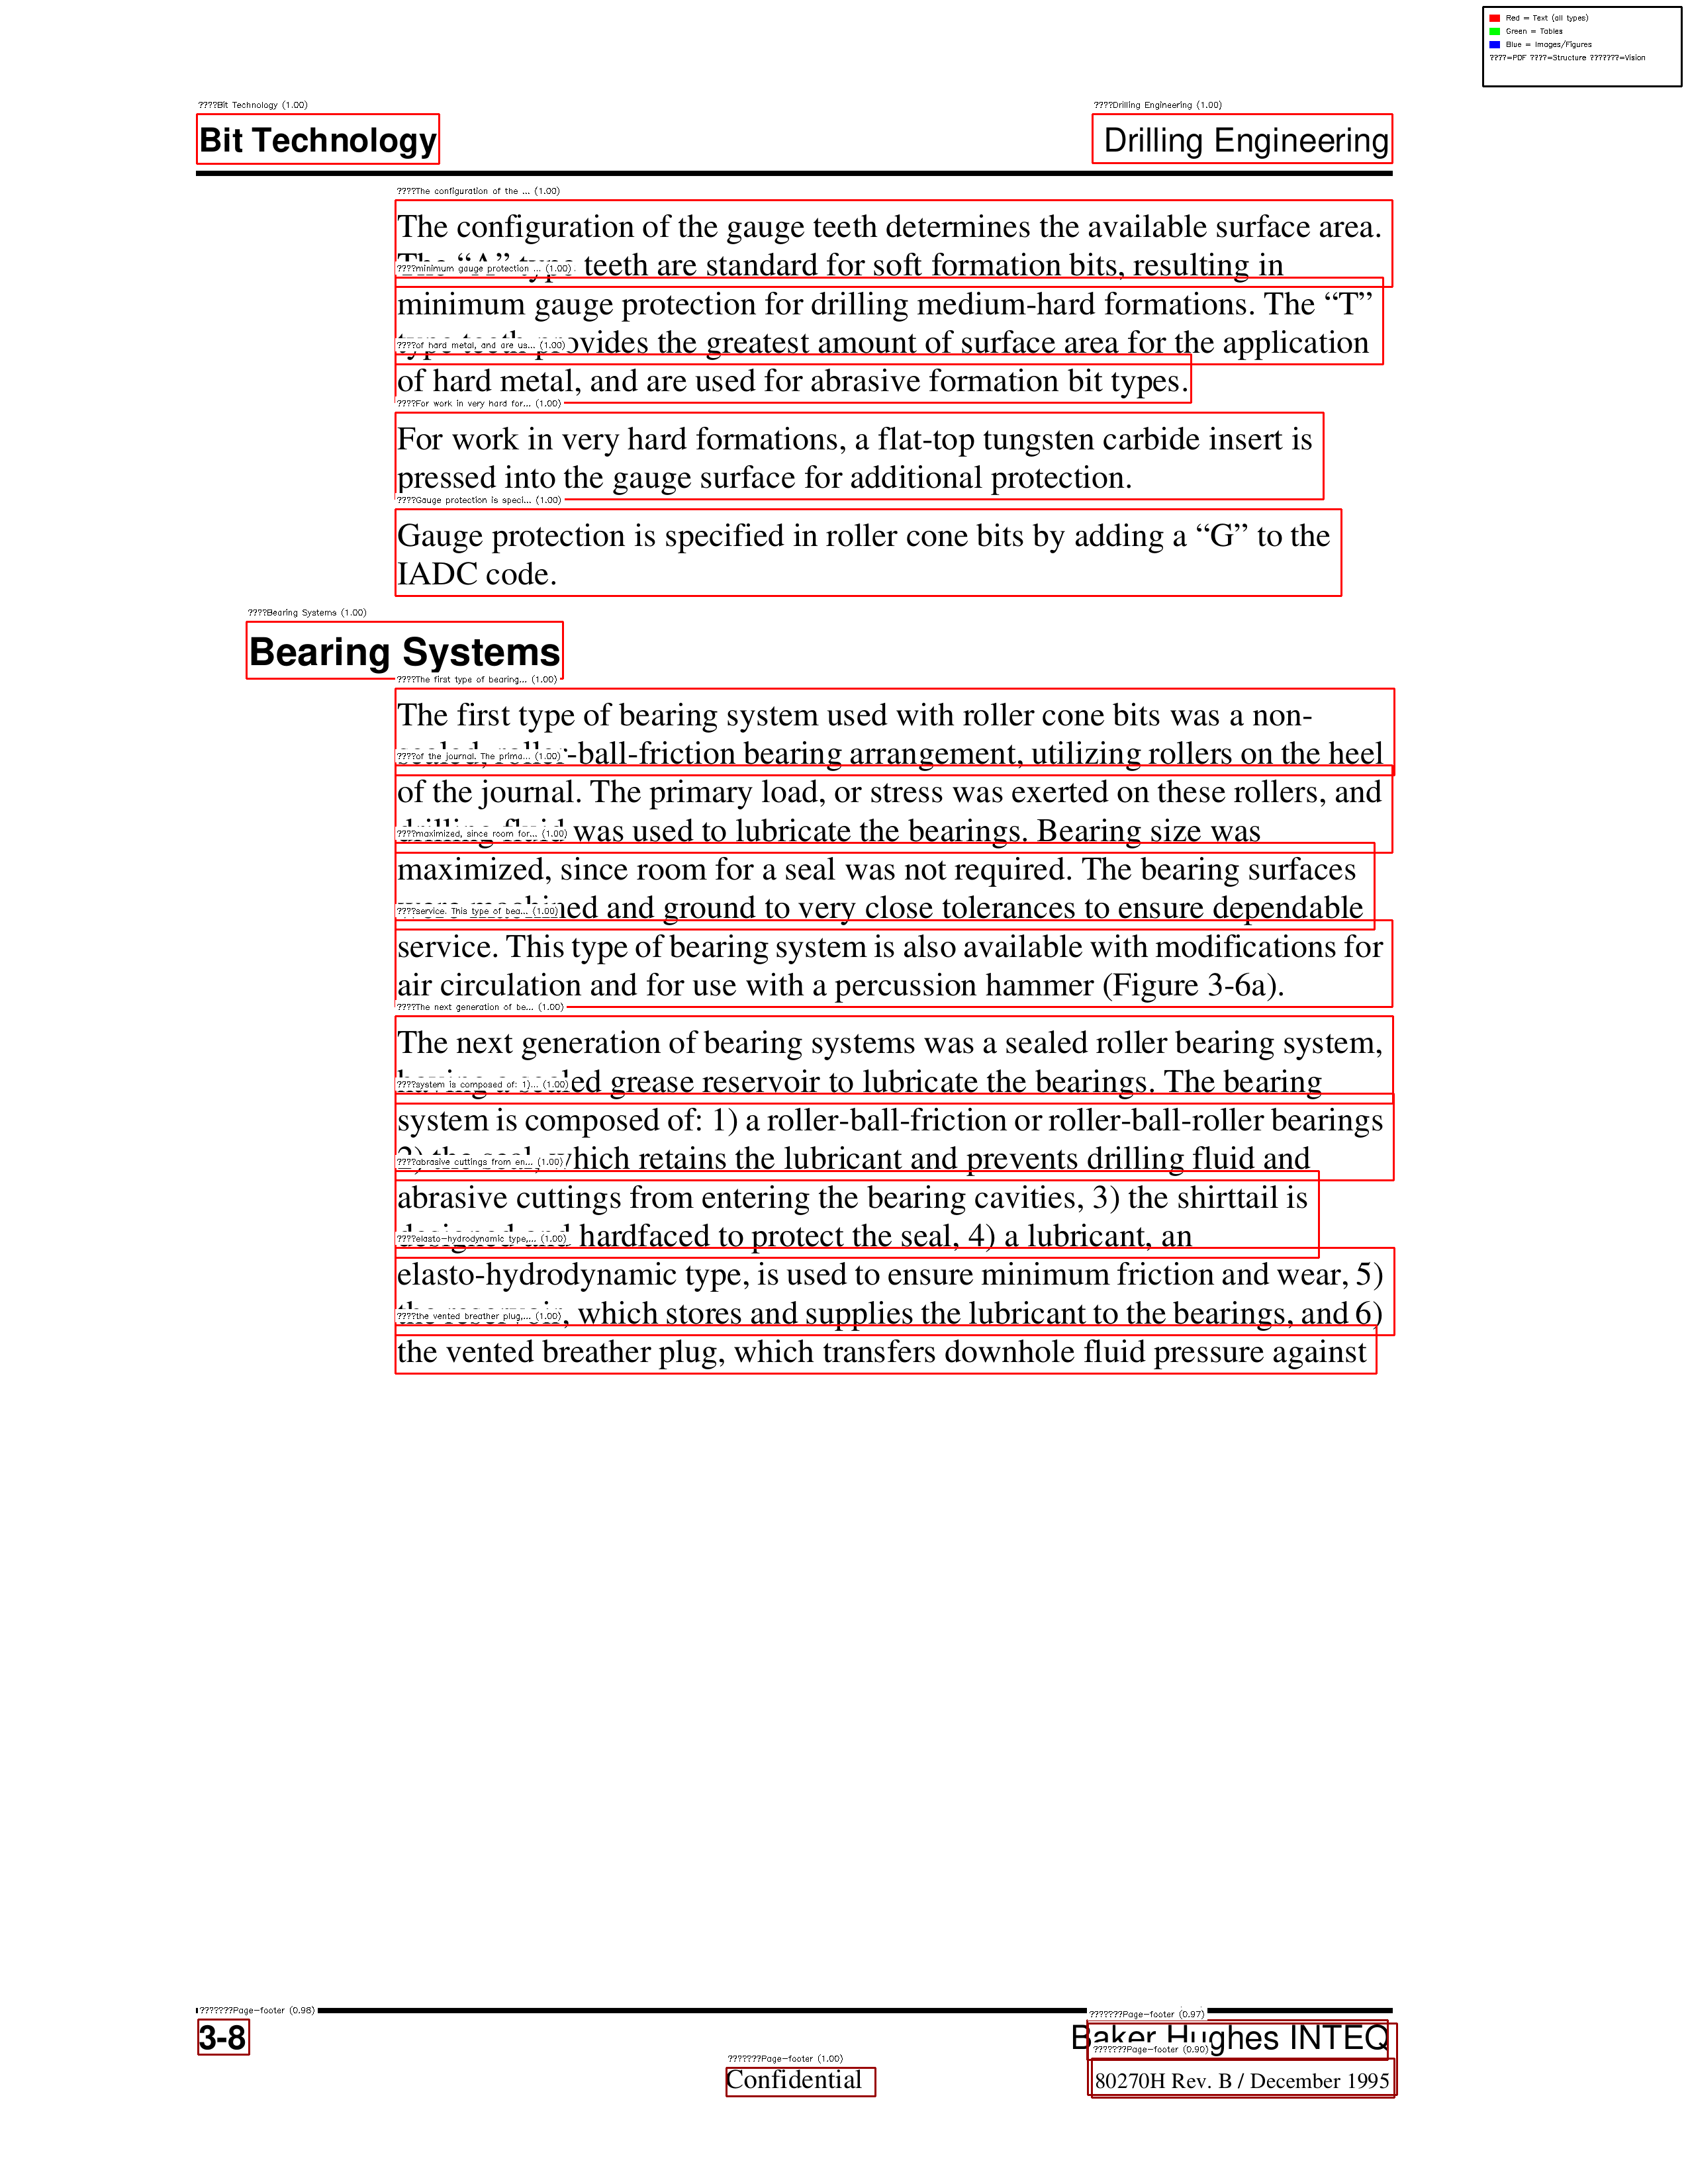 Red = Text (all types)
Green = Tables
Blue = Images/Figures
????=PDF ????=Structure ???????=Vision
????Bit Technology (1.00)
????Drilling Engineering (1.00)
Bit Technology
Drilling Engineering
????The configuration of the ... (1.00)
The configuration of the gauge teeth determines the available surface area.
The “A” type teeth are standard for soft formation bits, resulting in
????minimum gauge protection ... (1.00)
minimum gauge protection for drilling medium-hard formations. The “T”
type teeth provides the greatest amount of surface area for the application
????of hard metal, and are us... (1.00)
of hard metal, and are used for abrasive formation bit types.
????For work in very hard for... (1.00)
For work in very hard formations, a flat-top tungsten carbide insert is
pressed into the gauge surface for additional protection.
????Gauge protection is speci... (1.00)
Gauge protection is specified in roller cone bits by adding a “G” to the
IADC code.
????Bearing Systems (1.00)
Bearing Systems
????The first type of bearing... (1.00)
The first type of bearing system used with roller cone bits was a non-
sealed, roller-ball-friction bearing arrangement, utilizing rollers on the heel
????of the journal. The prima... (1.00)
of the journal. The primary load, or stress was exerted on these rollers, and
drilling fluid was used to lubricate the bearings. Bearing size was
????maximized, since room for... (1.00)
maximized, since room for a seal was not required. The bearing surfaces
were machined and ground to very close tolerances to ensure dependable
????service. This type of bea... (1.00)
service. This type of bearing system is also available with modifications for
air circulation and for use with a percussion hammer (Figure 3-6a).
????The next generation of be... (1.00)
The next generation of bearing systems was a sealed roller bearing system,
having a sealed grease reservoir to lubricate the bearings. The bearing
????system is composed of: 1)... (1.00)
system is composed of: 1) a roller-ball-friction or roller-ball-roller bearings
2) the seal, which retains the lubricant and prevents drilling fluid and
????abrasive cuttings from en... (1.00)
abrasive cuttings from entering the bearing cavities, 3) the shirttail is
designed and hardfaced to protect the seal, 4) a lubricant, an
????elasto-hydrodynamic type,... (1.00)
elasto-hydrodynamic type, is used to ensure minimum friction and wear, 5)
the reservoir, which stores and supplies the lubricant to the bearings, and 6)
????the vented breather plug,... (1.00)
the vented breather plug, which transfers downhole fluid pressure against
???????Page-footer (0.98)
???????Page-footer (0.97)
3-8
Baker Hughes INTEQ
???????Page-footer (0.90)
???????Page-footer (1.00)
Confidential
80270H Rev. B / December 1995